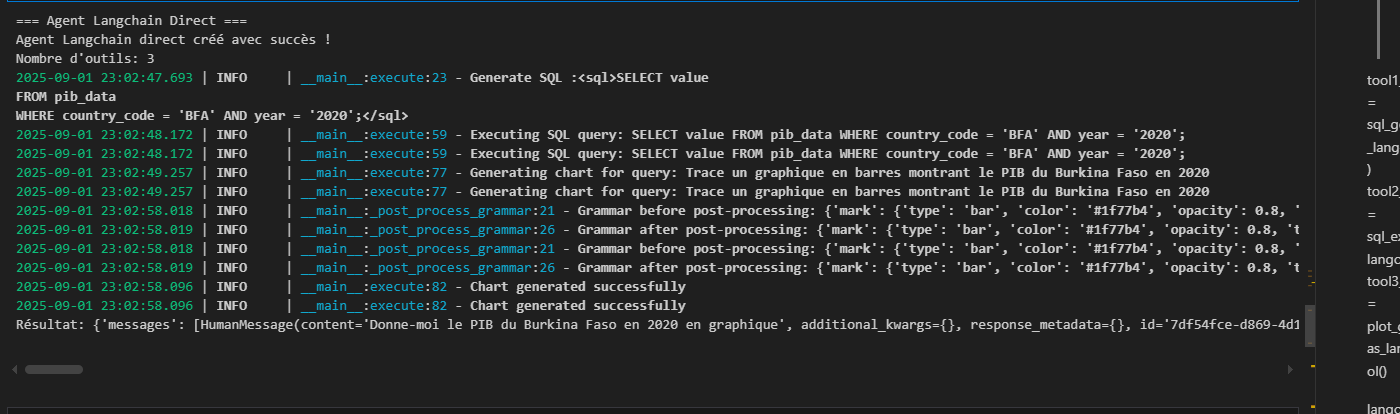 === Agent Langchain Direct ===
Agent Langchain direct créé avec succès !
Nombre d'outils: 3
2025-09-01 23:02:47.693 | INFO     | __main__:execute:23 - Generate SQL :<sql>SELECT value
FROM pib_data
WHERE country_code = 'BFA' AND year = '2020';</sql>
2025-09-01 23:02:48.172 | INFO     | __main__:execute:59 - Executing SQL query: SELECT value FROM pib_data WHERE country_code = 'BFA' AND year = '2020';
2025-09-01 23:02:48.172 | INFO     | __main__:execute:59 - Executing SQL query: SELECT value FROM pib_data WHERE country_code = 'BFA' AND year = '2020';
2025-09-01 23:02:49.257 | INFO     | __main__:execute:77 - Generating chart for query: Trace un graphique en barres montrant le PIB du Burkina Faso en 2020
2025-09-01 23:02:49.257 | INFO     | __main__:execute:77 - Generating chart for query: Trace un graphique en barres montrant le PIB du Burkina Faso en 2020
2025-09-01 23:02:58.018 | INFO     | __main__:_post_process_grammar:21 - Grammar before post-processing: {'mark': {'type': 'bar', 'color': '#1f77b4', 'opacity': 0.8, '
2025-09-01 23:02:58.019 | INFO     | __main__:_post_process_grammar:26 - Grammar after post-processing: {'mark': {'type': 'bar', 'color': '#1f77b4', 'opacity': 0.8, 't
2025-09-01 23:02:58.018 | INFO     | __main__:_post_process_grammar:21 - Grammar before post-processing: {'mark': {'type': 'bar', 'color': '#1f77b4', 'opacity': 0.8, '
2025-09-01 23:02:58.019 | INFO     | __main__:_post_process_grammar:26 - Grammar after post-processing: {'mark': {'type': 'bar', 'color': '#1f77b4', 'opacity': 0.8, 't
2025-09-01 23:02:58.096 | INFO     | __main__:execute:82 - Chart generated successfully
2025-09-01 23:02:58.096 | INFO     | __main__:execute:82 - Chart generated successfully
Résultat: {'messages': [HumanMessage(content='Donne-moi le PIB du Burkina Faso en 2020 en graphique', additional_kwargs={}, response_metadata={}, id='7df54fce-d869-4d1
tool1_
=
sql_g
_lang
)
tool2_
=
sql_ex
lango
tool3_
=
plot_
as_lan
ol()
lango